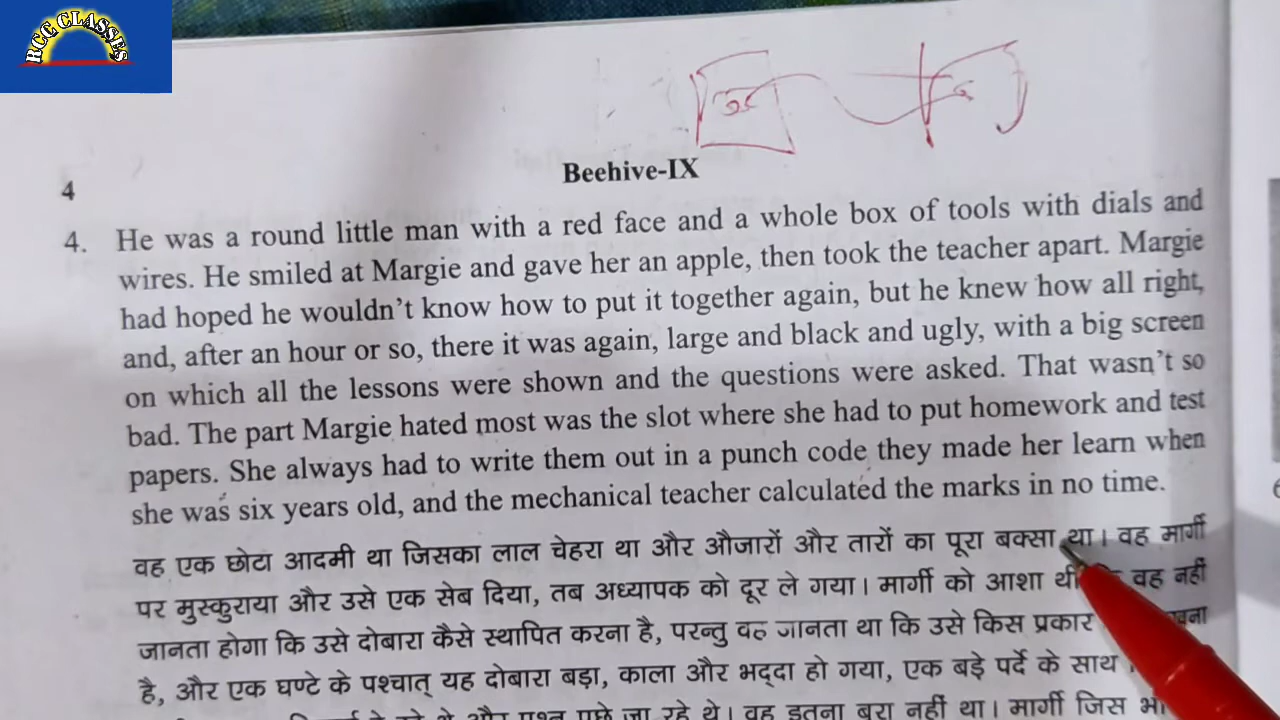 RCC CLASSES
Beehive-IX
4
4. He was a round little man with a red face and a whole box of tools with dials and
wires. He smiled at Margie and gave her an apple, then took the teacher apart. Margie
had hoped he wouldn't know how to put it together again, but he knew how all right,
and, after an hour or so, there it was again, large and black and ugly, with a big screen
on which all the lessons were shown and the questions were asked. That wasn't so
bad. The part Margie hated most was the slot where she had to put homework and test
papers. She always had to write them out in a punch code they made her learn when
she was six years old, and the mechanical teacher calculated the marks in no time.
वह एक छोटा आदमी था जिसका लाल चेहरा था और औजारों और तारों का पूरा बक्सा था। वह मार्गी
पर मुस्कुराया और उसे एक सेब दिया, तब अध्यापक को दूर ले गया। मार्गी को आशा थी वह नहीं
जानता होगा कि उसे दोबारा कैसे स्थापित करना है, परन्तु वह जानता था कि उसे किस प्रकार
है, और एक घण्टे के पश्चात् यह दोबारा बड़ा, काला और भद्दा हो गया, एक बड़े पर्दे के साथ
और प्रश्न पूछे जा रहे थे। वह इतना बुरा नहीं था। मार्गी जिस